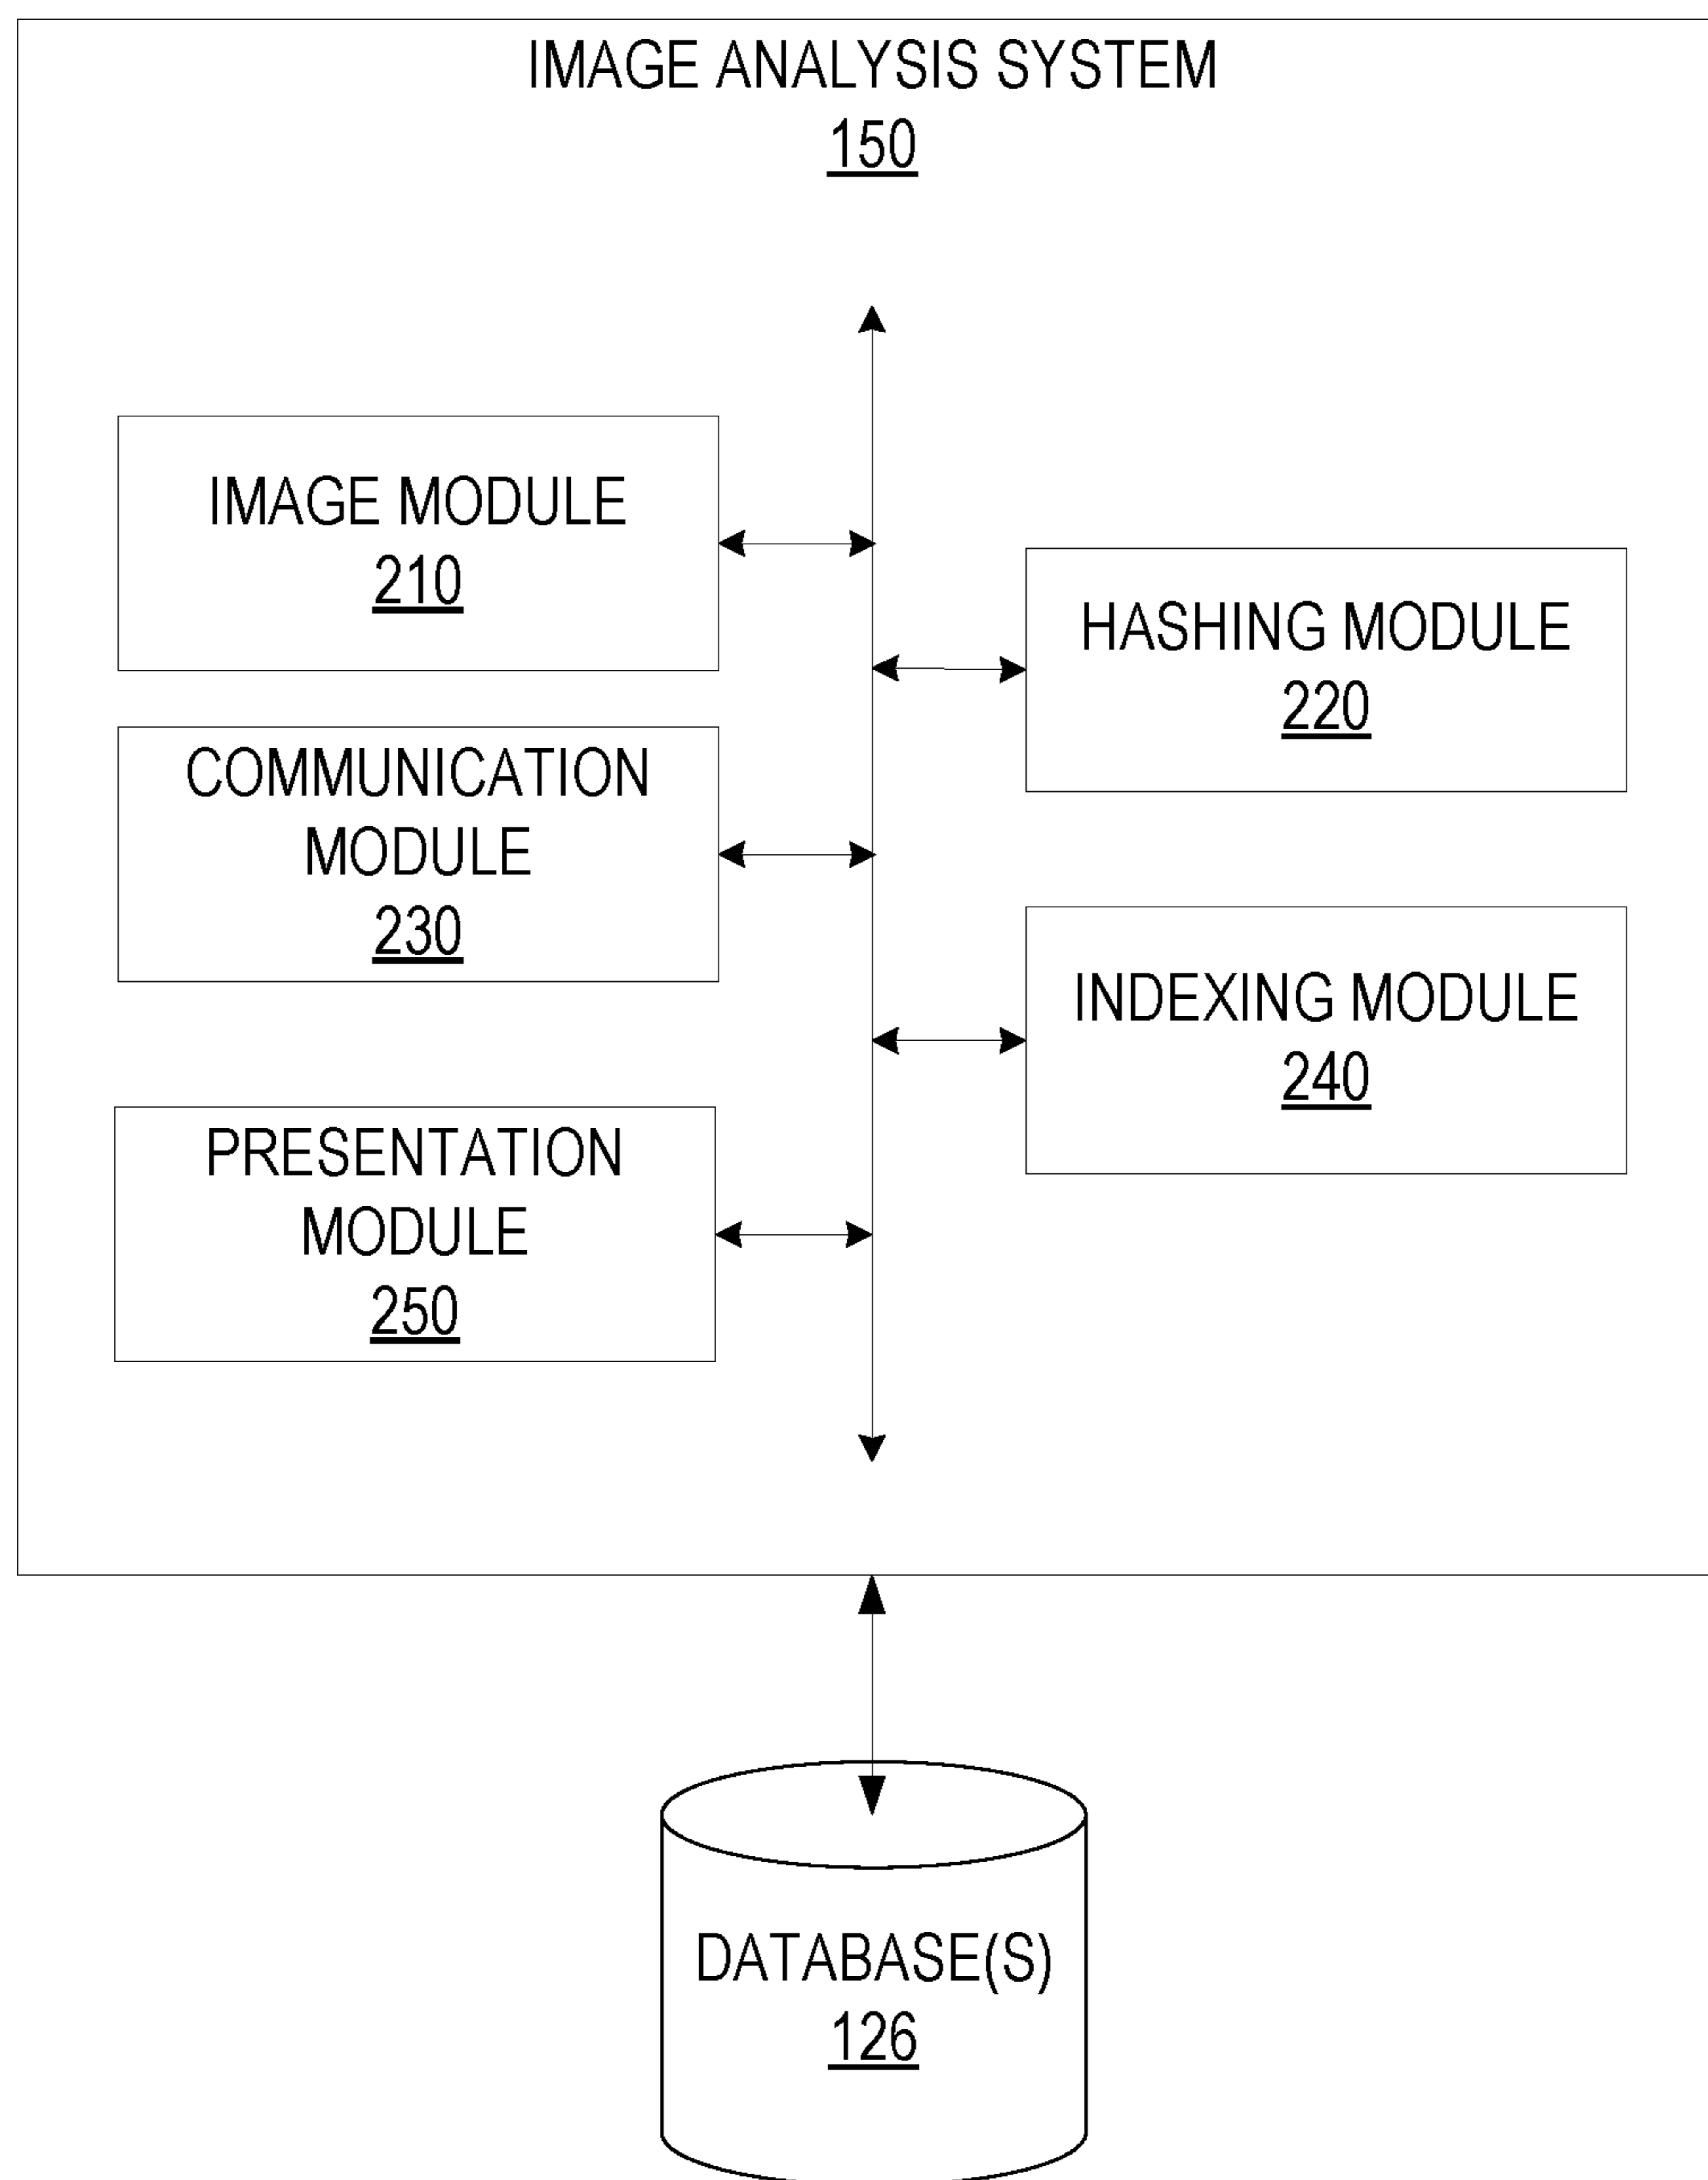 IMAGE ANALYSIS SYSTEM
150
IMAGE MODULE
210
HASHING MODULE
220
COMMUNICATION
MODULE
230
INDEXING MODULE
240
PRESENTATION
MODULE
250
DATABASE(S)
126